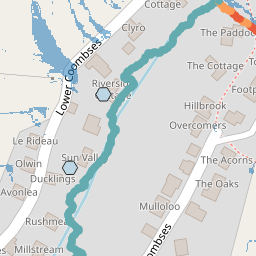 Cottage
Clyro
The Paddo
Lower Coombses
Riverside
The Cottage
Hillbrook
Footp
Overcomers
Le Rideau
Olwin
Sun Vall
The Acorns
Ducklings
Avonlea
The Oaks
Mulloloo
Rushme
Coombses
Millstream